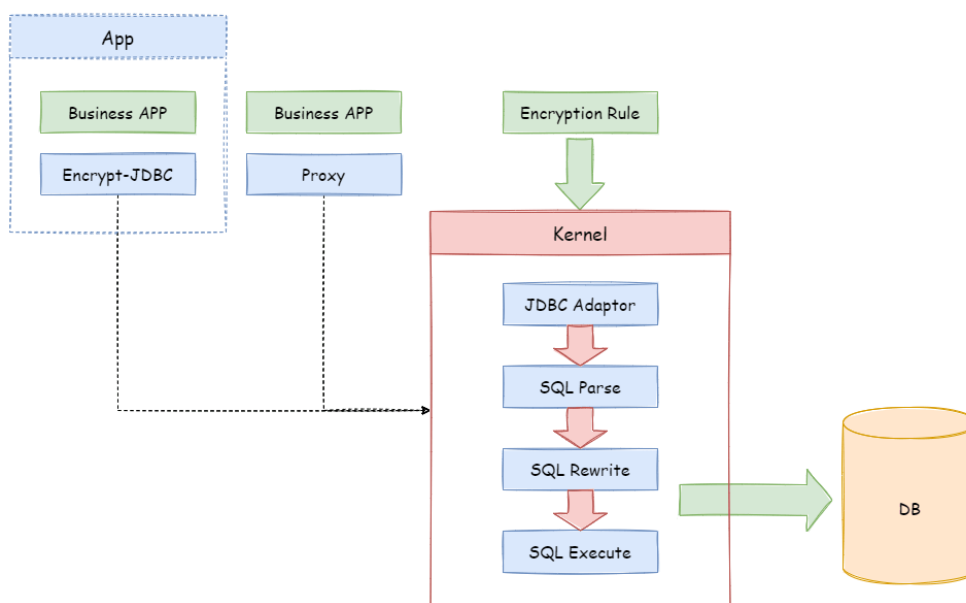 App
Business APP
Business APP
Encryption Rule
Encrypt-JDBC
Proxy
Kernel
JDBC Adaptor
SQL Parse
SQL Rewrite
DB
SQL Execute